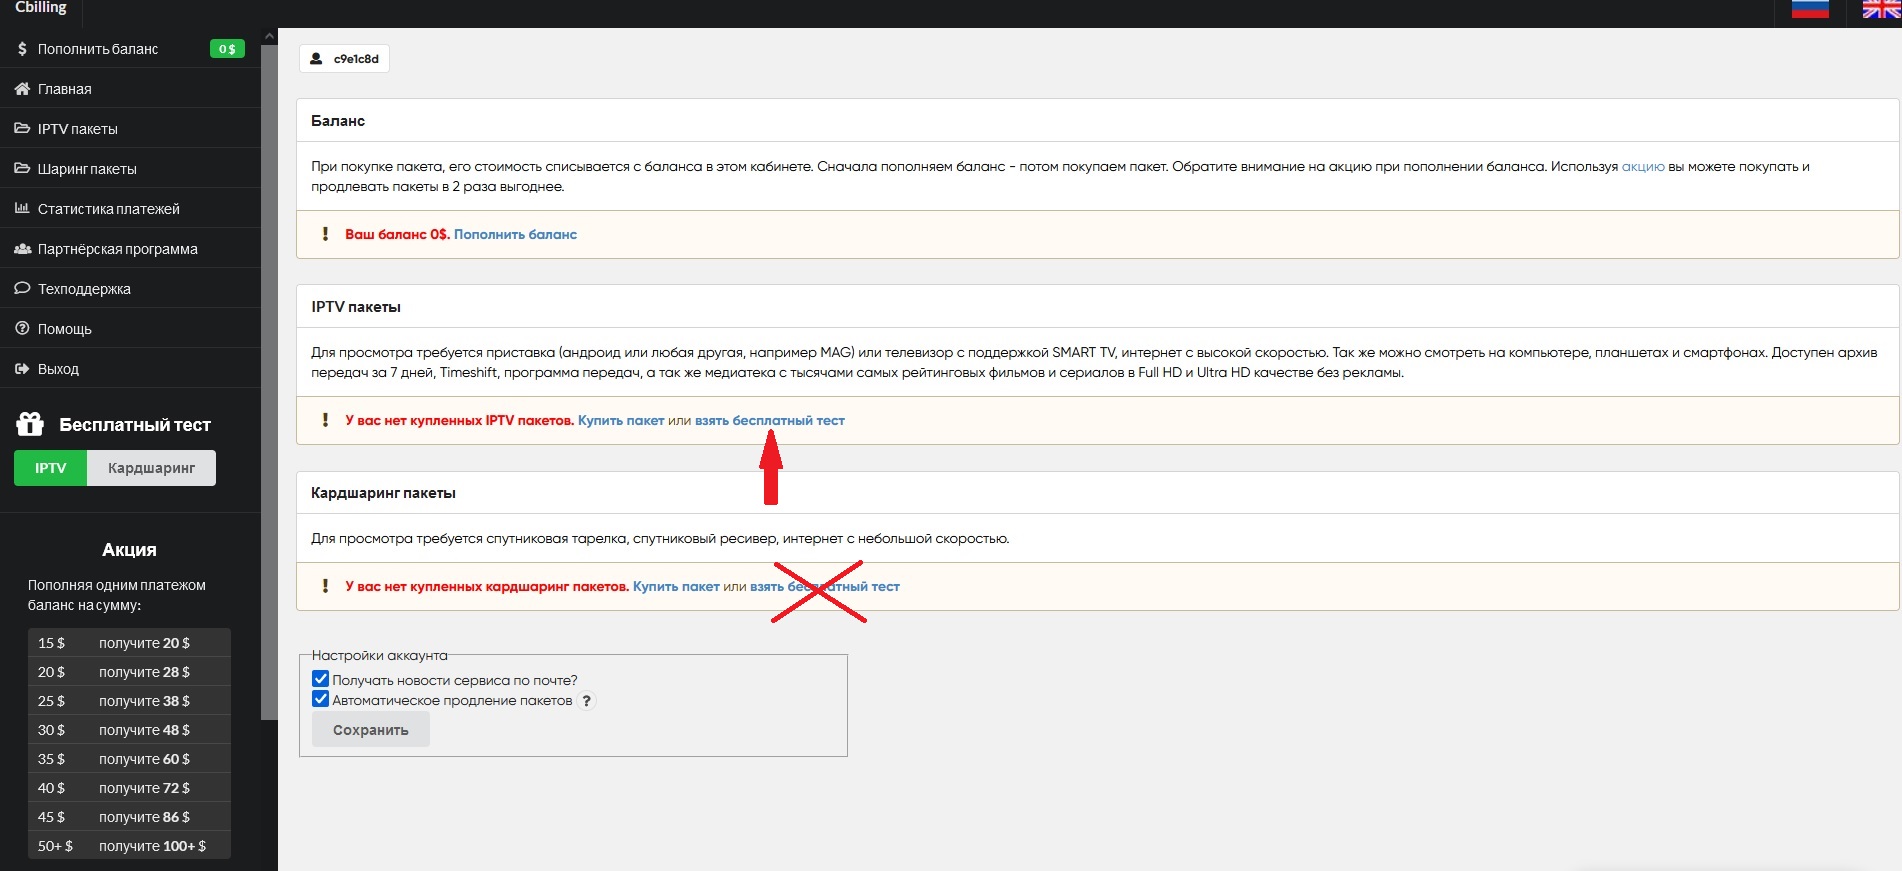 Cbilling
Пополнить баланс 0 $
Главная
IPTV пакеты
Шаринг пакеты
Статистика платежей
Партнёрская программа
Техподдержка
Помощь
Выход
Бесплатный тест
IPTV Кардшаринг
Акция
Пополняя одним платежом
баланс на сумму:
15 $ получите 20 $
20 $ получите 28 $
25 $ получите 38 $
30 $ получите 48 $
35 $ получите 60 $
40 $ получите 72 $
45 $ получите 86 $
50+ $ получите 100+ $
c9e1c8d
Баланс
При покупке пакета, его стоимость списывается с баланса в этом кабинете. Сначала пополняем баланс - потом покупаем пакет. Обратите внимание на акцию при пополнении баланса. Используя акцию вы можете покупать и
продлевать пакеты в 2 раза выгоднее.
! Ваш баланс 0$. Пополнить баланс
IPTV пакеты
Для просмотра требуется приставка (андроид или любая другая, например MAG) или телевизор с поддержкой SMART TV, интернет с высокой скоростью. Так же можно смотреть на компьютере, планшетах и смартфонах. Доступен архив
передач за 7 дней, Timeshift, программа передач, а так же медиатека с тысячами самых рейтинговых фильмов и сериалов в Full HD и Ultra HD качестве без рекламы.
! У вас нет купленных IPTV пакетов. Купить пакет или взять бесплатный тест
Кардшаринг пакеты
Для просмотра требуется спутниковая тарелка, спутниковый ресивер, интернет с небольшой скоростью.
! У вас нет купленных кардшаринг пакетов. Купить пакет или взять бесплатный тест
Настройки аккаунта
Получать новости сервиса по почте?
Автоматическое продление пакетов ?
Сохранить